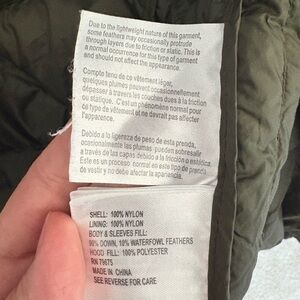 Due to the lightweight nature of this garment,
some feathers may occasionally protrude
through layers due to friction or static. This is
a normal occurrence for this type of garment
and should not affect the appearance.
Compte tenu de ce vêtement léger,
quelques plumes peuvent occasionnellement
dépasser à travers les couches dues à la friction
ou statique. C'est un phénomène normal pour
ce type de vêtement et ne devrait pas affecter
l'apparence.
Debido a la ligereza de peso de esta prenda,
ocasionalmente las plumas pueden sobresalir
a través de las capas debido a la fricción o estática.
Este es un proceso normal en este tipo de prenda
de vestir y no debe afectar al aspecto.
SHELL: 100% NYLON
LINING: 100% NYLON
BODY & SLEEVES FILL:
90% DOWN, 10% WATERFOWL FEATHERS
HOOD FILL: 100% POLYESTER
RN 79675
MADE IN CHINA
SEE REVERSE FOR CARE